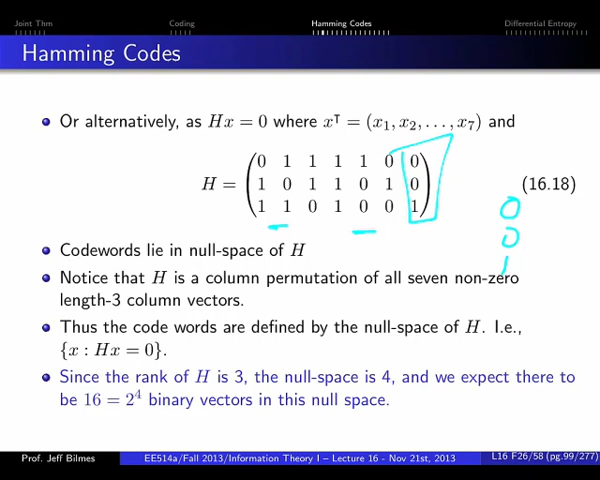 Joint Thm Coding Hamming Codes Differential Entropy
Hamming Codes
Or alternatively, as Hx = 0 where x⊺ = (x₁, x₂, . . . , x₇) and
0 1 1 1 1 0 0
H = 1 0 1 1 0 1 0 (16.18)
1 1 0 1 0 0 1
0
0
1
Codewords lie in null-space of H
Notice that H is a column permutation of all seven non-zero
length-3 column vectors.
Thus the code words are defined by the null-space of H. I.e.,
{x : Hx = 0}.
Since the rank of H is 3, the null-space is 4, and we expect there to
be 16 = 2⁴ binary vectors in this null space.
Prof. Jeff Bilmes EE514a/Fall 2013/Information Theory I – Lecture 16 - Nov 21st, 2013 L16 F26/58 (pg.99/277)